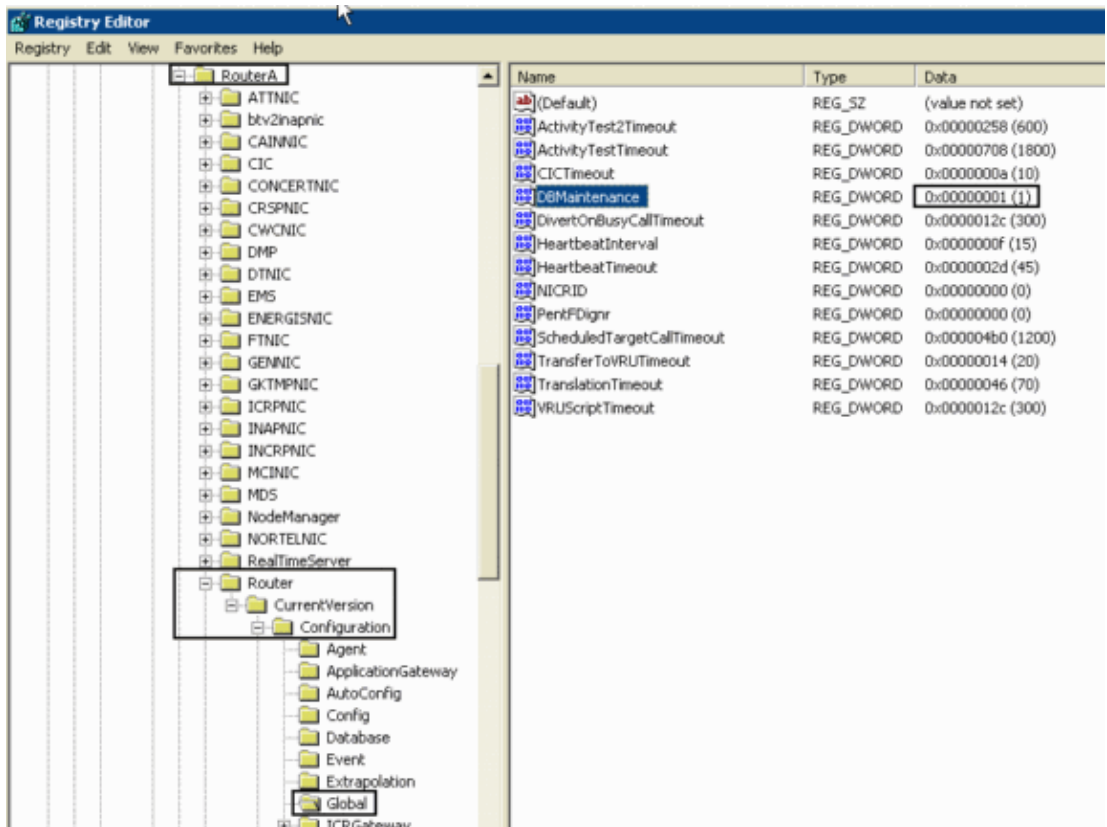 Registry Editor
Registry Edit View Favorites Help
RouterA
ATTNIC
btv2inapnic
CAINNIC
CIC
CONCERTNIC
CRSPNIC
CWCNIC
DMP
DTNIC
EMS
ENERGISNIC
FTNIC
GENNIC
GKTMPNIC
ICRPNIC
INAPNIC
INCRPNIC
MCINIC
MDS
NodeManager
NORTELNIC
RealTimeServer
Router
CurrentVersion
Configuration
Agent
ApplicationGateway
AutoConfig
Config
Database
Event
Extrapolation
Global
ICRGateway
Name Type Data
(Default) REG_SZ (value not set)
ActivityTest2Timeout REG_DWORD 0x00000258 (600)
ActivityTestTimeout REG_DWORD 0x00000708 (1800)
CICTimeout REG_DWORD 0x0000000a (10)
DBMaintenance REG_DWORD 0x00000001 (1)
DivertOnBusyCallTimeout REG_DWORD 0x0000012c (300)
HeartbeatInterval REG_DWORD 0x0000000f (15)
HeartbeatTimeout REG_DWORD 0x0000002d (45)
NICRID REG_DWORD 0x00000000 (0)
PentFDignr REG_DWORD 0x00000000 (0)
ScheduledTargetCallTimeout REG_DWORD 0x000004b0 (1200)
TransferToVRUTimeout REG_DWORD 0x00000014 (20)
TranslationTimeout REG_DWORD 0x00000046 (70)
VRUScriptTimeout REG_DWORD 0x0000012c (300)